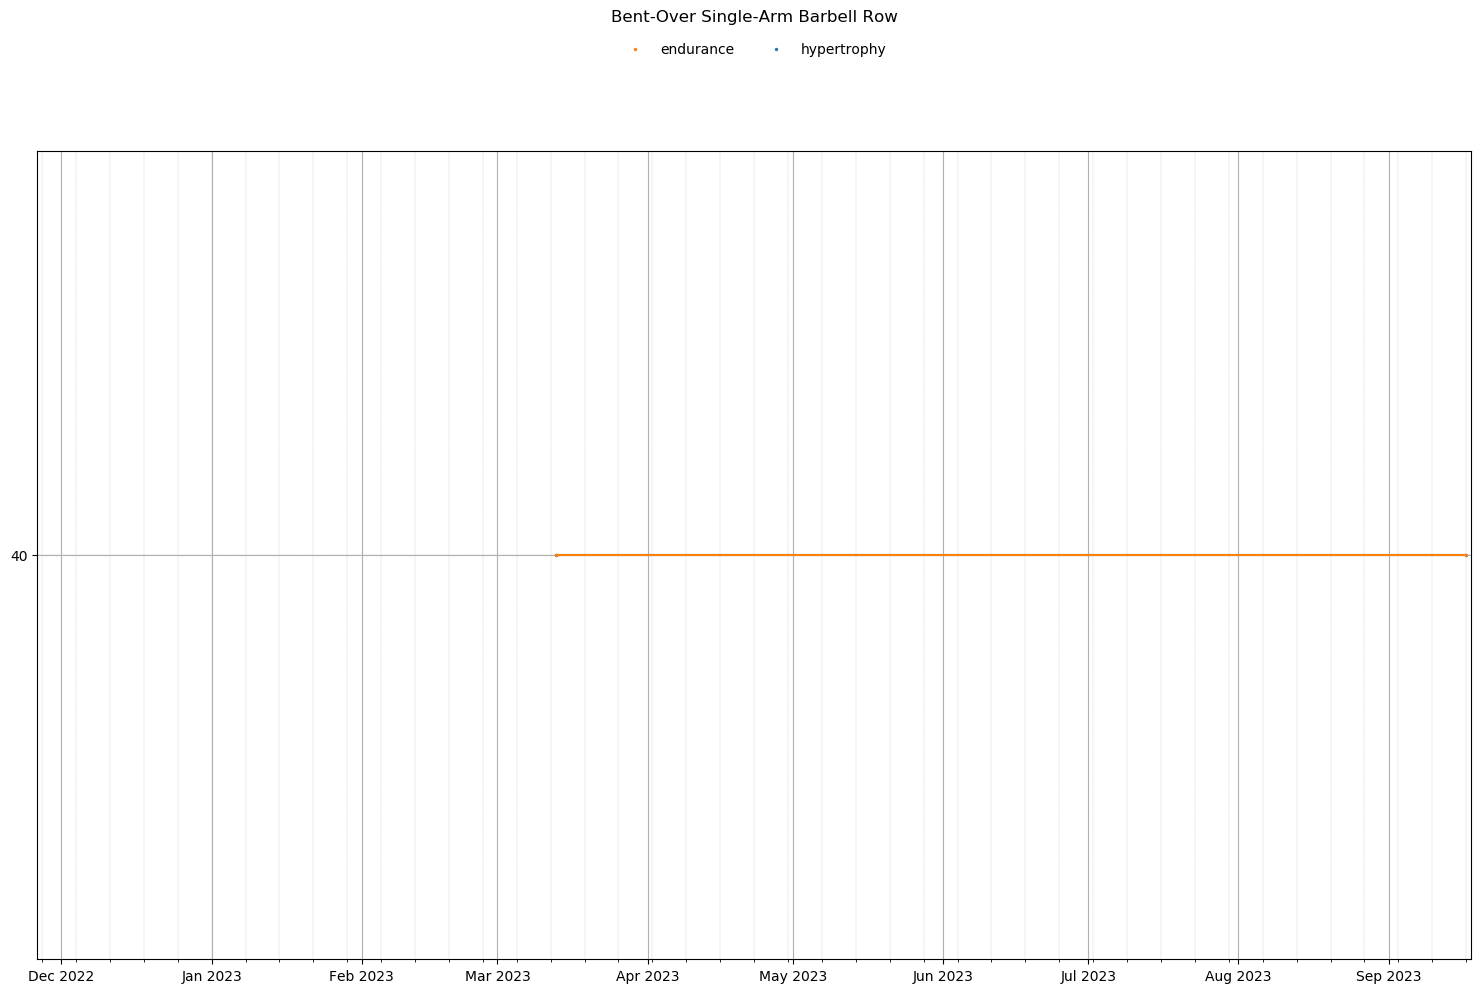 Bent-Over Single-Arm Barbell Row
endurance hypertrophy
40
Dec 2022 Jan 2023 Feb 2023 Mar 2023 Apr 2023 May 2023 Jun 2023 Jul 2023 Aug 2023 Sep 2023